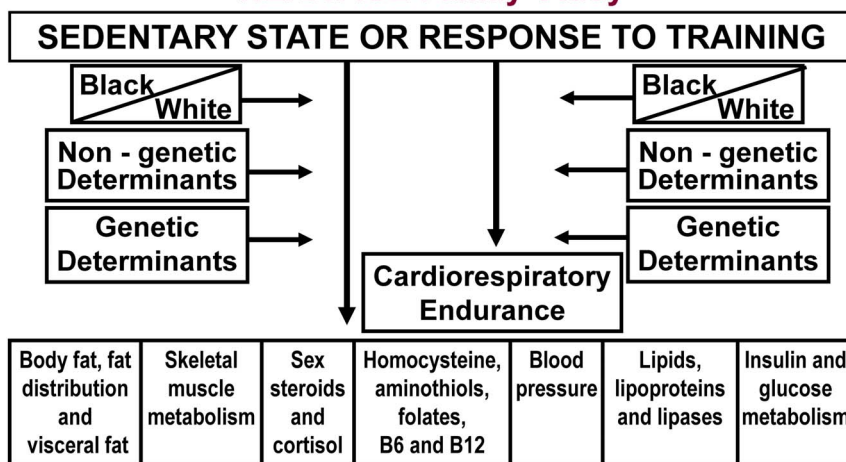 SEDENTARY STATE OR RESPONSE TO TRAINING
Black
White
Non - genetic
Determinants
Genetic
Determinants
Black
White
Non - genetic
Determinants
Genetic
Determinants
Cardiorespiratory
Endurance
Body fat, fat
distribution
and
visceral fat
Skeletal
muscle
metabolism
Sex
steroids
and
cortisol
Homocysteine,
aminothiols,
folates,
B6 and B12
Blood
pressure
Lipids,
lipoproteins
and lipases
Insulin and
glucose
metabolism